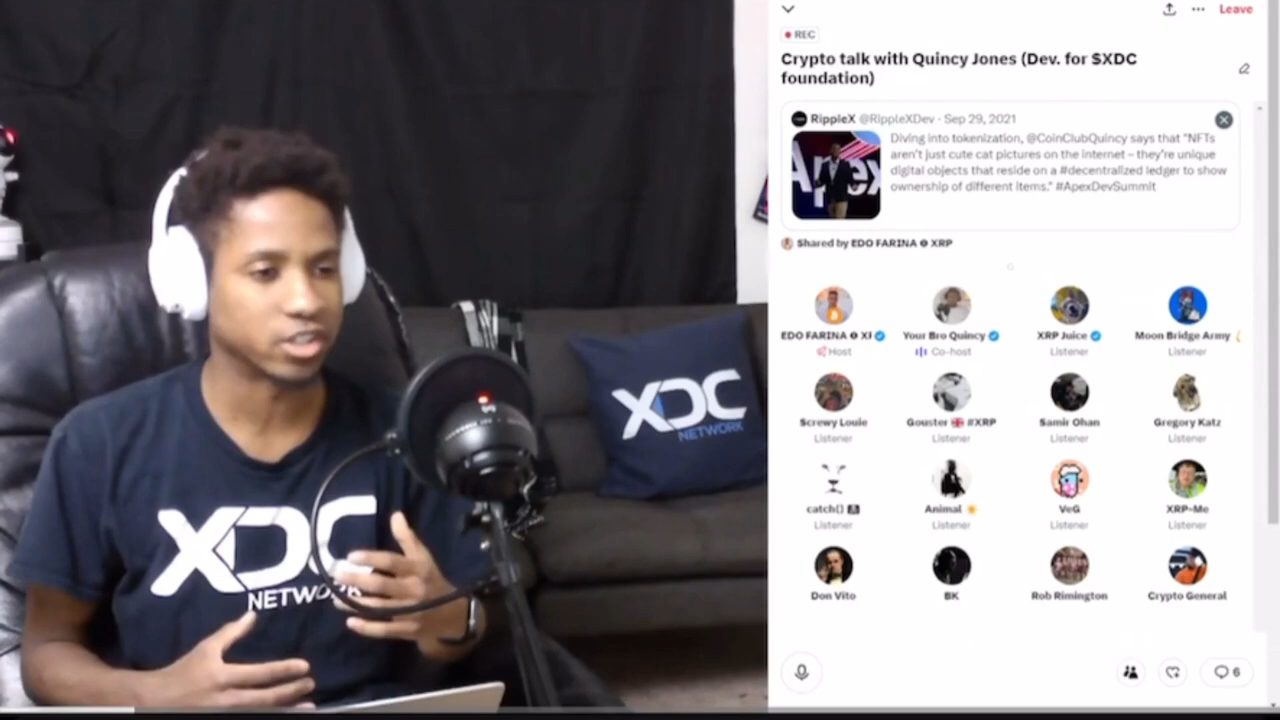 Leave
REC
Crypto talk with Quincy Jones (Dev. for $XDC
foundation)
RippleX @RippleXDev · Sep 29, 2021
Diving into tokenization, @CoinClubQuincy says that "NFTs
aren't just cute cat pictures on the internet – they're unique
digital objects that reside on a #decentralized ledger to show
ownership of different items." #ApexDevSummit
Apex
Shared by EDO FARINA XRP
EDO FARINA Your Bro Quincy XRP Juice Moon Bridge Army
Host Co-host Listener Listener
Screwy Louie Gouster 🇬🇧 #XRP Samir Ohan Gregory Katz
Listener Listener Listener Listener
catch() Animal ☀️ VeG XRP-Me
Listener Listener Listener Listener
Don Vito BK Rob Rimington Crypto General
6
XDC
NETWORK
XDC
NETWORK